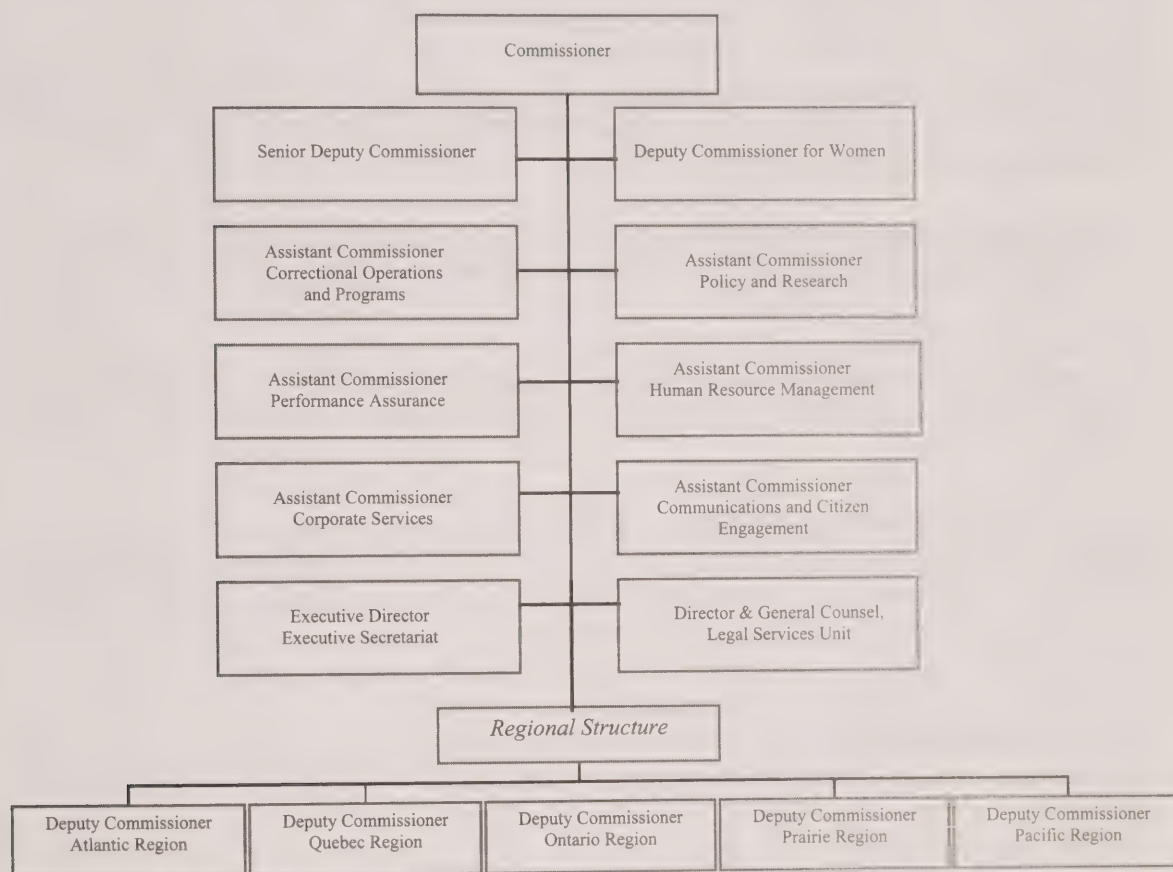 Commissioner
Senior Deputy Commissioner
Deputy Commissioner for Women
Assistant Commissioner
Correctional Operations
and Programs
Assistant Commissioner
Policy and Research
Assistant Commissioner
Performance Assurance
Assistant Commissioner
Human Resource Management
Assistant Commissioner
Corporate Services
Assistant Commissioner
Communications and Citizen
Engagement
Executive Director
Executive Secretariat
Director & General Counsel,
Legal Services Unit
Regional Structure
Deputy Commissioner
Atlantic Region
Deputy Commissioner
Quebec Region
Deputy Commissioner
Ontario Region
Deputy Commissioner
Prairie Region
Deputy Commissioner
Pacific Region